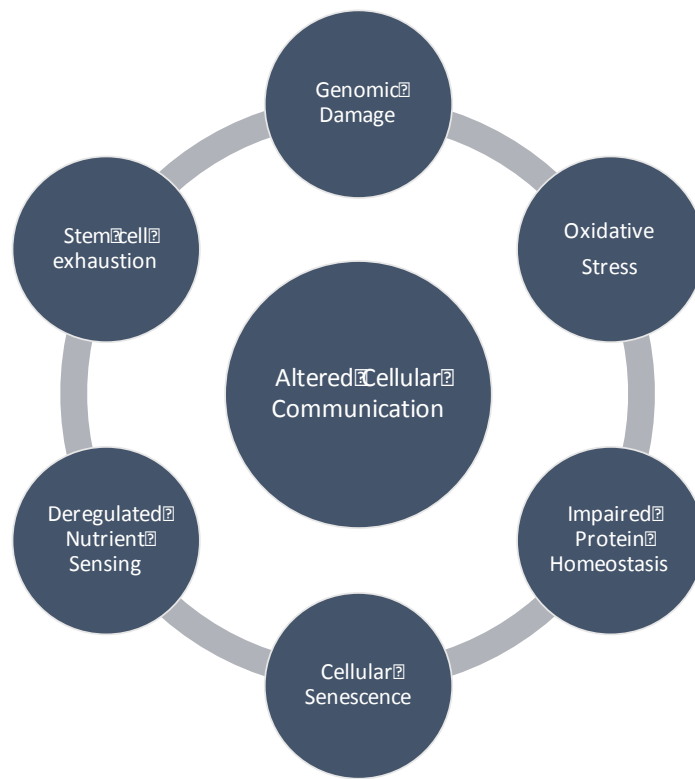 Genomic⍰
Damage
Oxidative
Stress
Impaired⍰
Protein⍰
Homeostasis
Cellular⍰
Senescence
Deregulated⍰
Nutrient⍰
Sensing
Stem⍰cell⍰
exhaustion
Altered⍰Cellular⍰
Communication